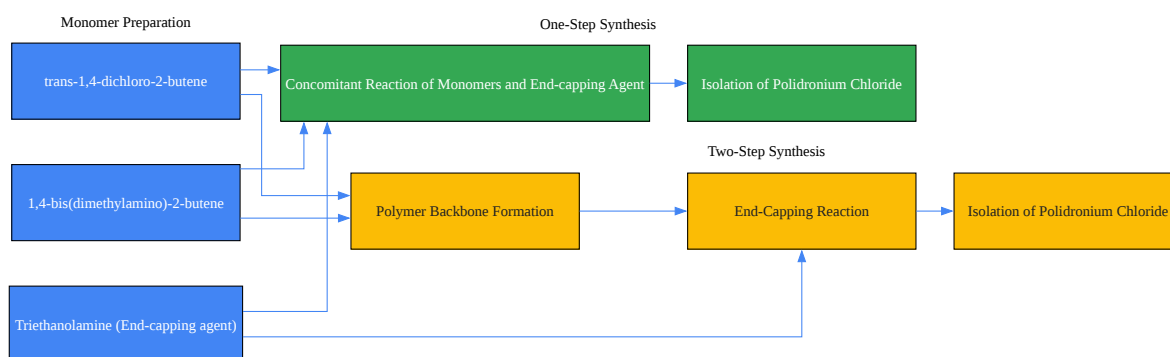 Monomer Preparation
One-Step Synthesis
trans-1,4-dichloro-2-butene
Concomitant Reaction of Monomers and End-capping Agent
Isolation of Polidronium Chloride
Two-Step Synthesis
1,4-bis(dimethylamino)-2-butene
Polymer Backbone Formation
End-Capping Reaction
Isolation of Polidronium Chloride
Triethanolamine (End-capping agent)